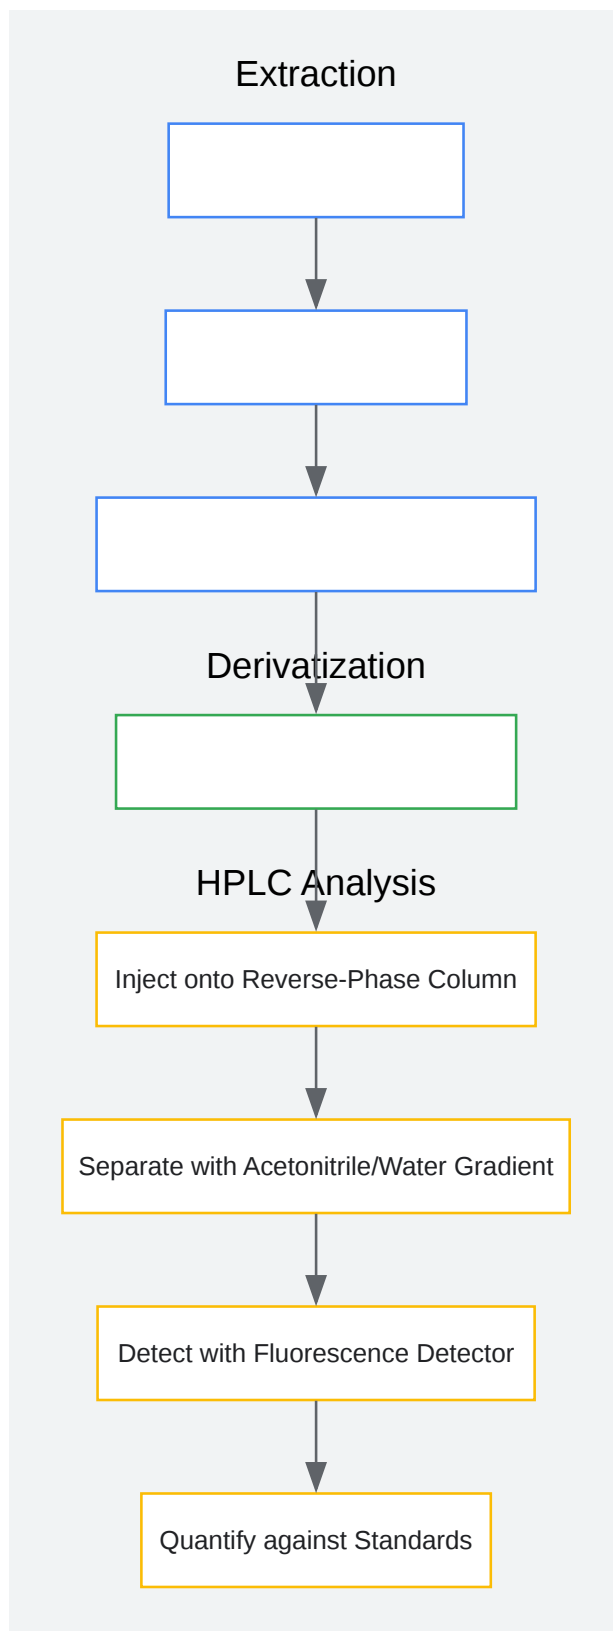 Extraction
Derivatization
HPLC Analysis
Inject onto Reverse-Phase Column
Separate with Acetonitrile/Water Gradient
Detect with Fluorescence Detector
Quantify against Standards